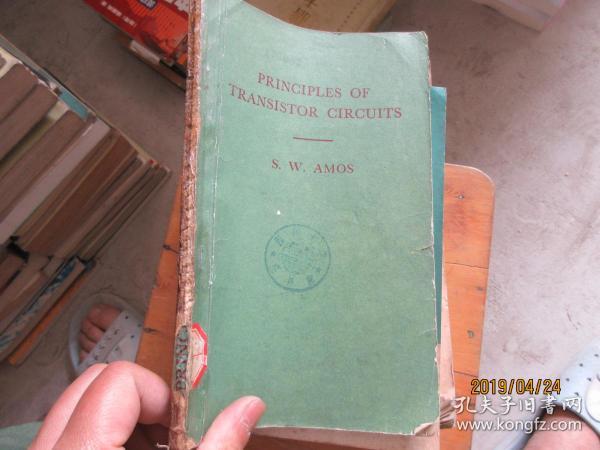 PRINCIPLES OF
TRANSISTOR CIRCUITS
S. W. AMOS
2019/04/24
孔夫子旧书网
www.kongfz.com